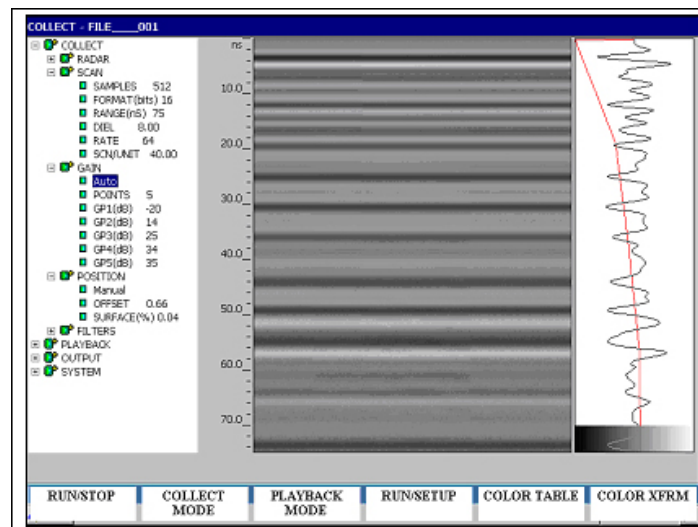 COLLECT - FILE____001
COLLECT
RADAR
SCAN
SAMPLES 512
FORMAT(bits) 16
RANGE(nS) 75
DIEL 8.00
RATE 64
SCN/UNIT 40.00
GAIN
Auto
POINTS 5
GP1(dB) -20
GP2(dB) 14
GP3(dB) 25
GP4(dB) 34
GP5(dB) 35
POSITION
Manual
OFFSET 0.66
SURFACE(%) 0.04
FILTERS
PLAYBACK
OUTPUT
SYSTEM
ns
10.0
20.0
30.0
40.0
50.0
60.0
70.0
RUN/STOP
COLLECT
MODE
PLAYBACK
MODE
RUN/SETUP
COLOR TABLE
COLOR XFRM